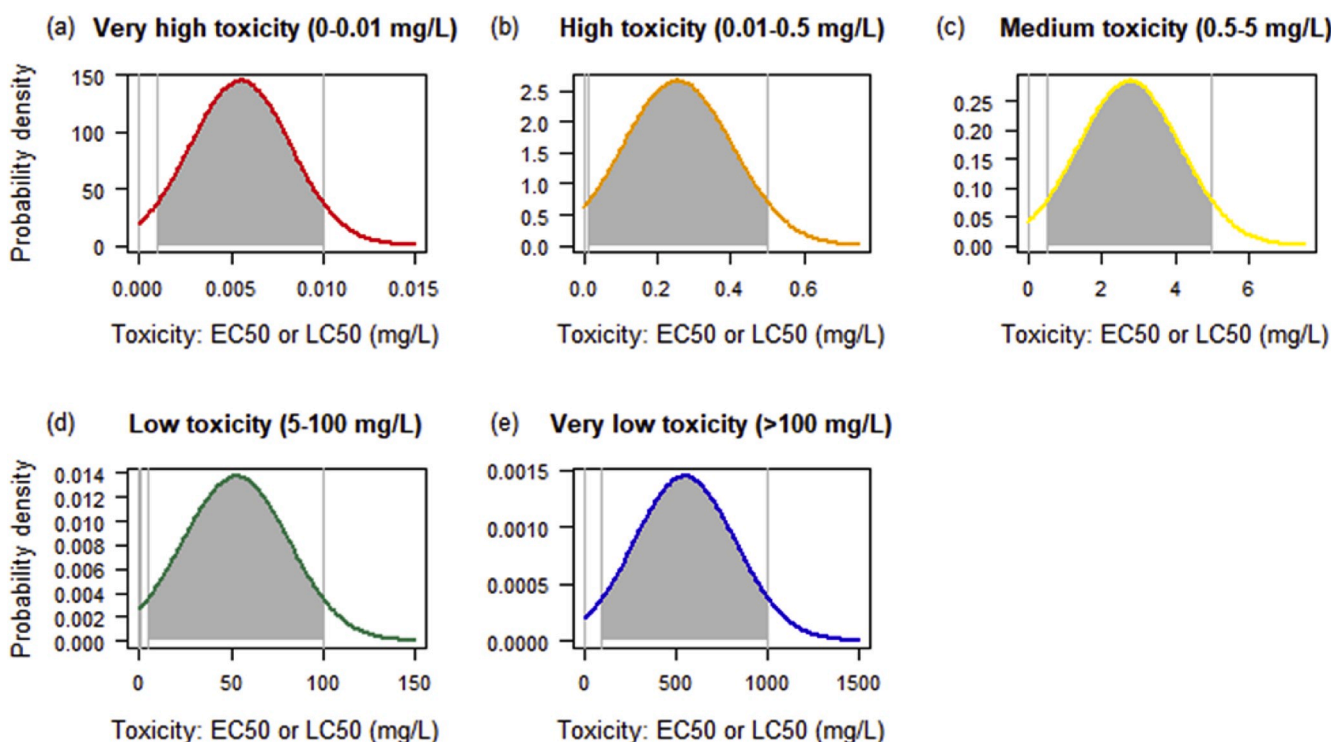 (a) Very high toxicity (0-0.01 mg/L)
Probability density
150
100
50
0
0.000 0.005 0.010 0.015
Toxicity: EC50 or LC50 (mg/L)
(b) High toxicity (0.01-0.5 mg/L)
2.5
2.0
1.5
1.0
0.5
0.0
0.0 0.2 0.4 0.6
Toxicity: EC50 or LC50 (mg/L)
(c) Medium toxicity (0.5-5 mg/L)
0.25
0.20
0.15
0.10
0.05
0.00
0 2 4 6
Toxicity: EC50 or LC50 (mg/L)
(d) Low toxicity (5-100 mg/L)
Probability density
0.014
0.012
0.010
0.008
0.006
0.004
0.002
0.000
0 50 100 150
Toxicity: EC50 or LC50 (mg/L)
(e) Very low toxicity (>100 mg/L)
0.0015
0.0010
0.0005
0.0000
0 500 1000 1500
Toxicity: EC50 or LC50 (mg/L)